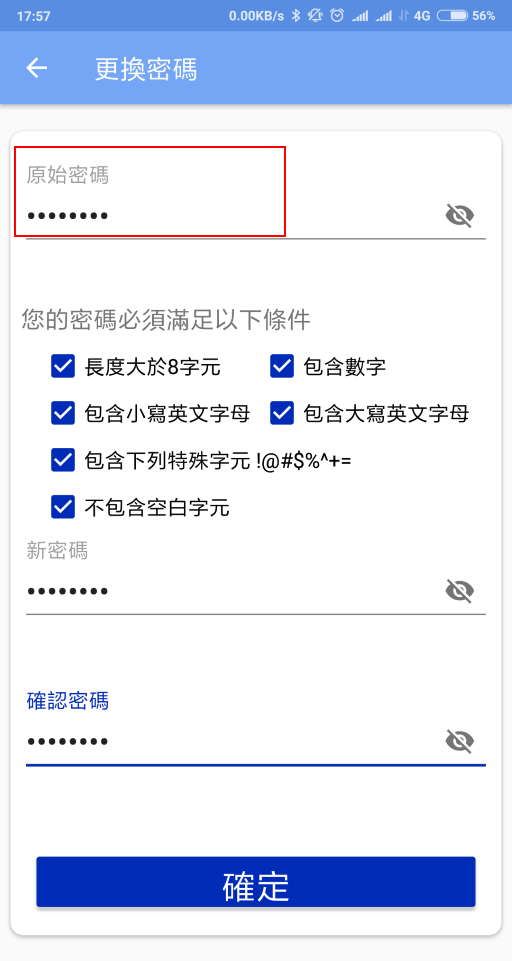 17:57 0.00KB/s 4G 56%
更換密碼
原始密碼
••••••••
您的密碼必須滿足以下條件
長度大於8字元 包含數字
包含小寫英文字母 包含大寫英文字母
包含下列特殊字元 !@#$%^+=
不包含空白字元
新密碼
••••••••
確認密碼
••••••••
確定